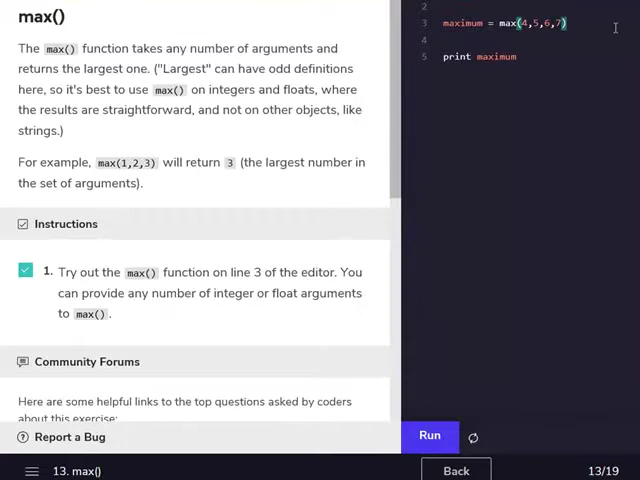 max()
The max() function takes any number of arguments and
returns the largest one. ("Largest" can have odd definitions
here, so it's best to use max() on integers and floats, where
the results are straightforward, and not on other objects, like
strings.)
For example, max(1,2,3) will return 3 (the largest number in
the set of arguments).
Instructions
1. Try out the max() function on line 3 of the editor. You
can provide any number of integer or float arguments
to max().
Community Forums
Here are some helpful links to the top questions asked by coders
about this exercise:
Report a Bug
13. max()
2
3 maximum = max(4,5,6,7)
4
5 print maximum
Run
Back
13/19